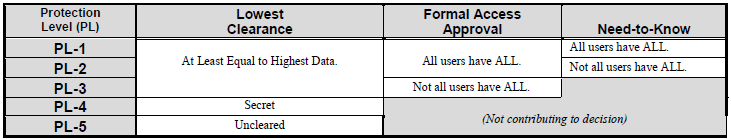 Protection
Level (PL)
Lowest
Clearance
Formal Access
Approval
Need-to-Know
PL-1
At Least Equal to Highest Data.
All users have ALL.
All users have ALL.
PL-2
Not all users have ALL.
PL-3
Not all users have ALL.
PL-4
Secret
(Not contributing to decision)
PL-5
Uncleared